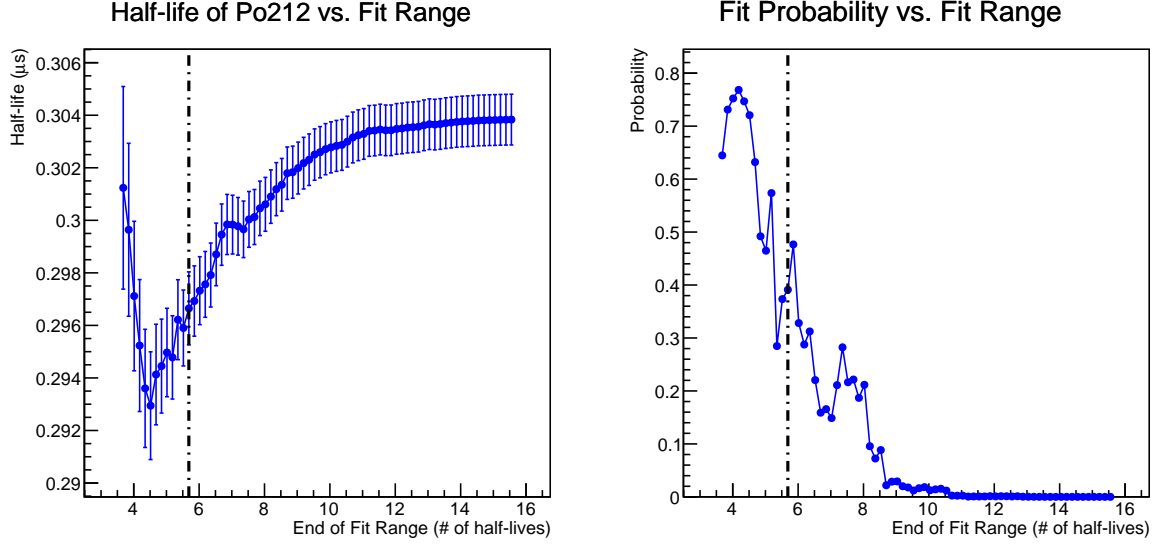 Half-life of Po212 vs. Fit Range
Half-life (μs)
0.306
0.304
0.302
0.3
0.298
0.296
0.294
0.292
0.29
4 6 8 10 12 14 16
End of Fit Range (# of half-lives)
Fit Probability vs. Fit Range
Probability
0.8
0.7
0.6
0.5
0.4
0.3
0.2
0.1
0
4 6 8 10 12 14 16
End of Fit Range (# of half-lives)